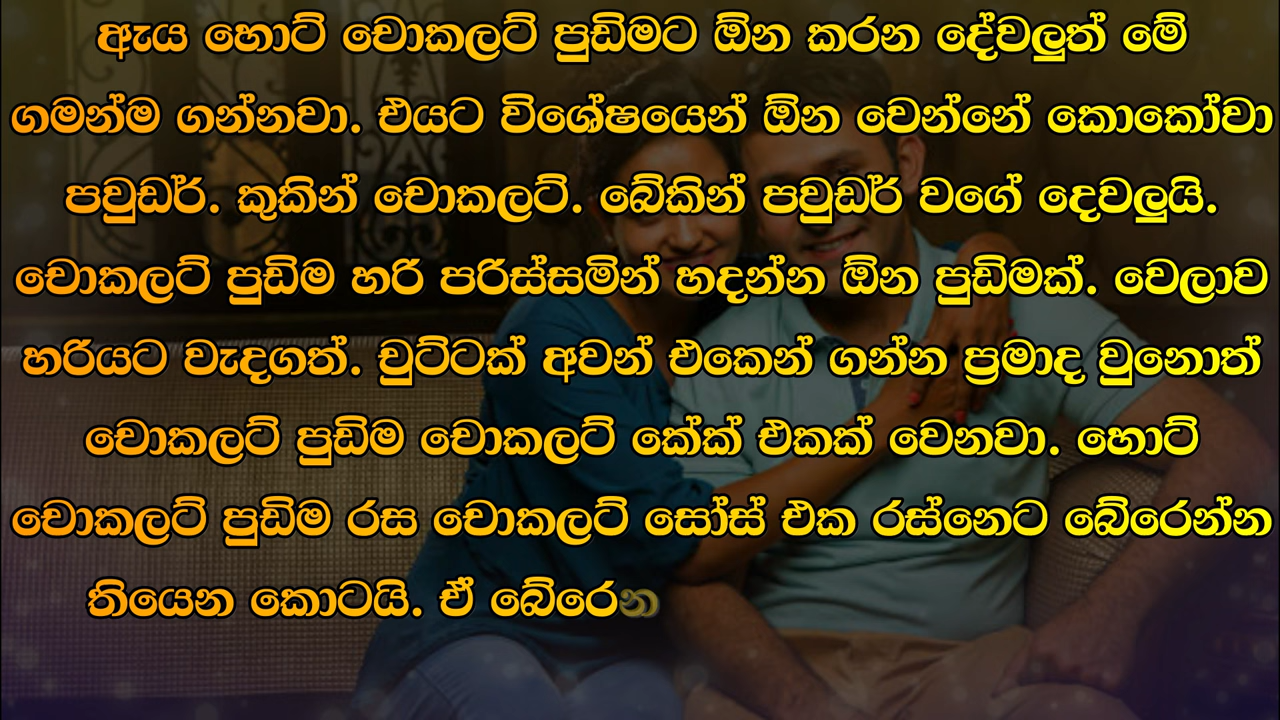 ඇය හොට් චොකලට් පුඩිමට ඕන කරන දේවලුත් මේ
ගමන්ම ගන්නවා. එයට විශේෂයෙන් ඕන වෙන්නේ කොකෝවා
පවුඩර්. කුකින් චොකලට්. බේකින් පවුඩර් වගේ දෙවලුයි.
චොකලට් පුඩිම හරි පරිස්සමින් හදන්න ඕන පුඩිමක්. වෙලාව
හරියට වැදගත්. චුට්ටක් අවන් එකෙන් ගන්න ප්‍රමාද වුනොත්
චොකලට් පුඩිම චොකලට් කේක් එකක් වෙනවා. හොට්
චොකලට් පුඩිම රස චොකලට් සෝස් එක රස්නෙට බේරෙන්න
තියෙන කොටයි. ඒ බේරෙන